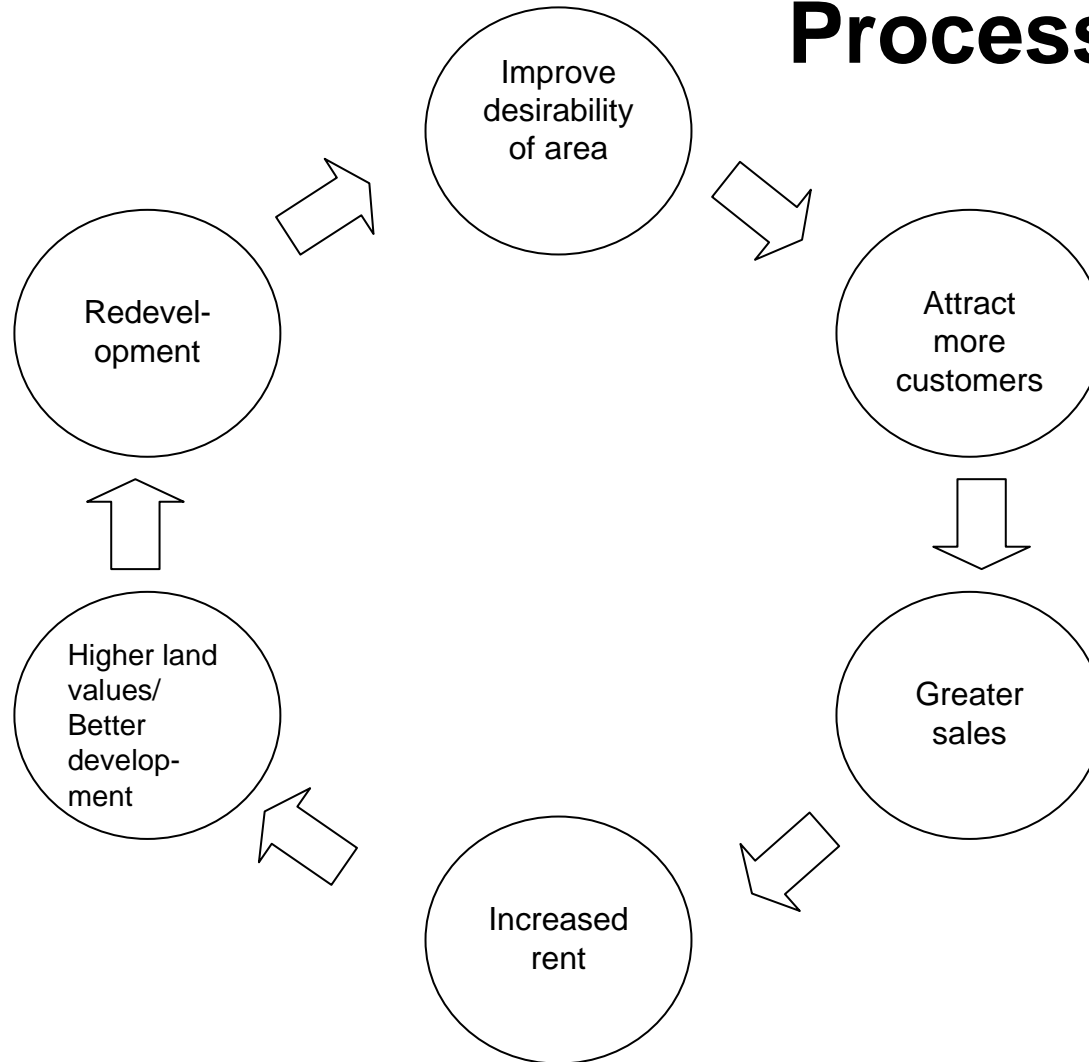 Process
Improve
desirability
of area
Attract
more
customers
Greater
sales
Increased
rent
Higher land
values/
Better
develop-
ment
Redevel-
opment